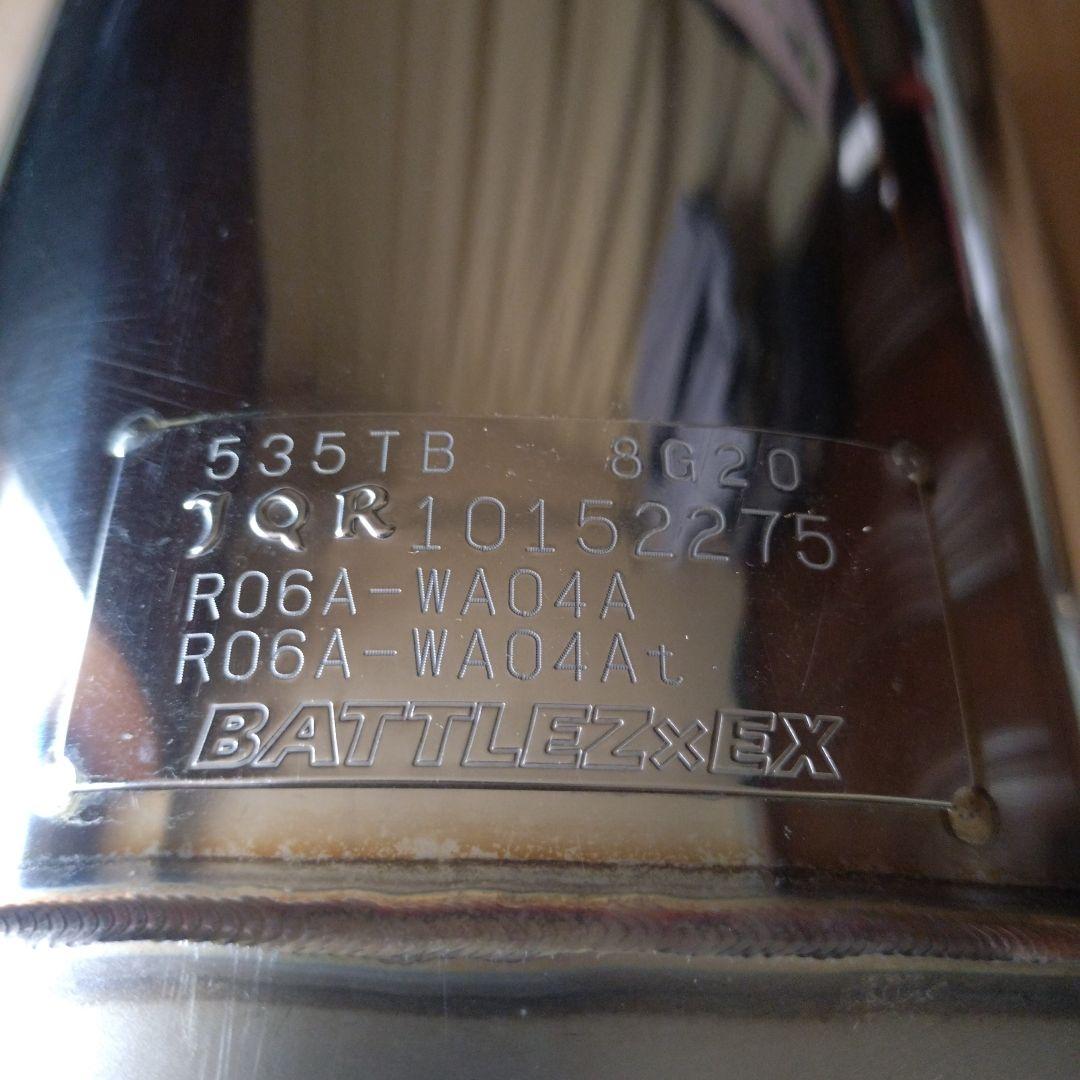 535TB 8G20
JQR10152275
R06A-WA04A
R06A-WA04At
BATTLEZxEX